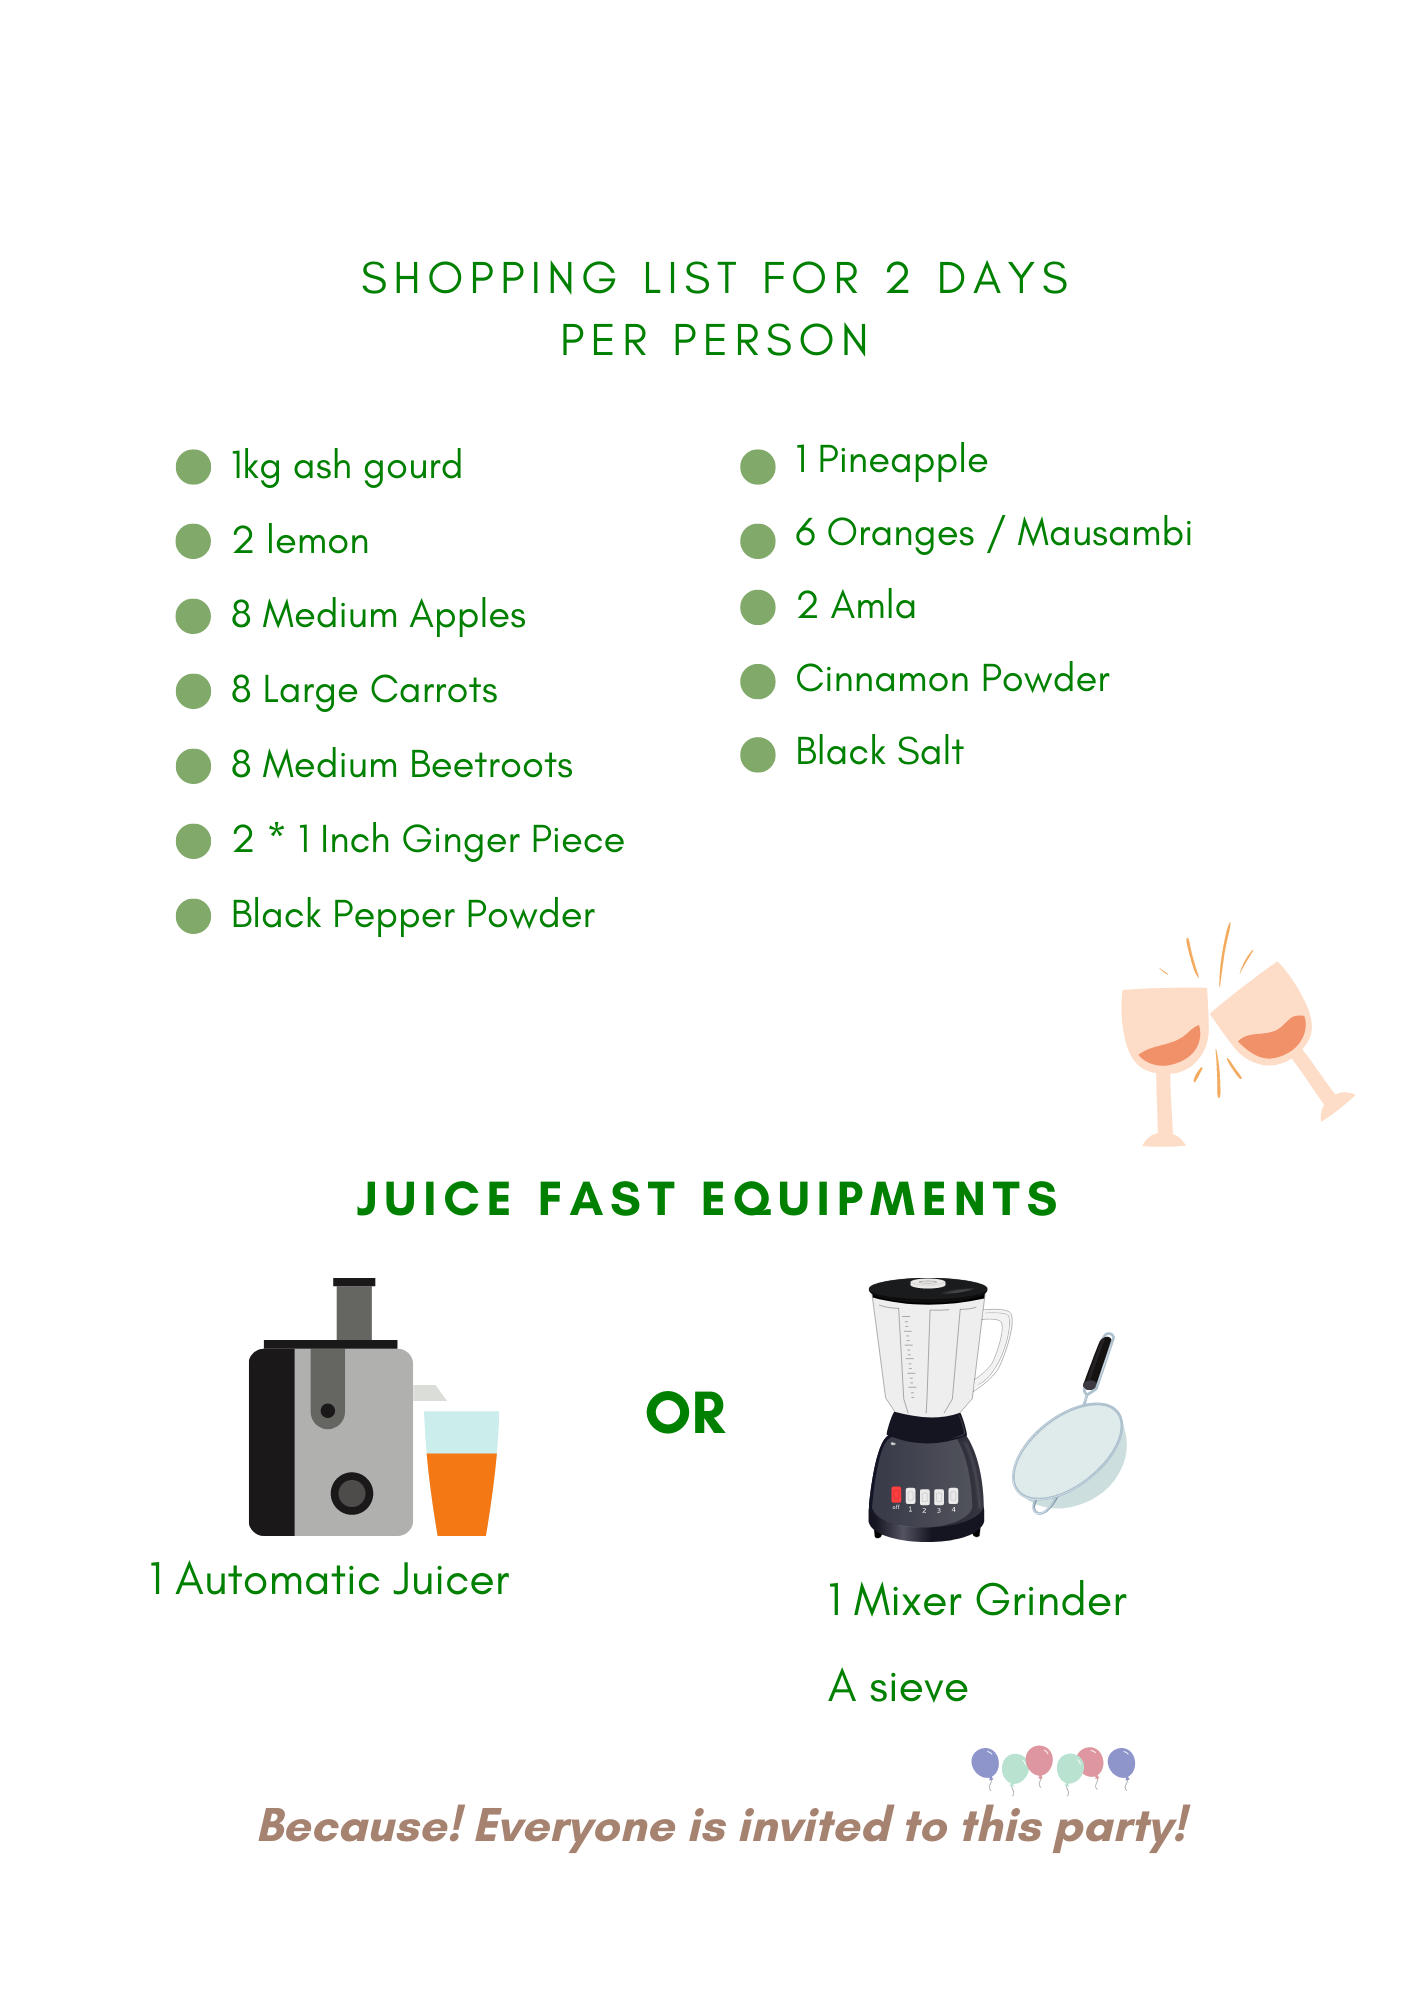 SHOPPING LIST FOR 2 DAYS
PER PERSON
1kg ash gourd
2 lemon
8 Medium Apples
8 Large Carrots
8 Medium Beetroots
2 * 1 Inch Ginger Piece
Black Pepper Powder
1 Pineapple
6 Oranges / Mausambi
2 Amla
Cinnamon Powder
Black Salt
JUICE FAST EQUIPMENTS
OR
off 1 2 3 4
1 Automatic Juicer
1 Mixer Grinder
A sieve
Because! Everyone is invited to this party!